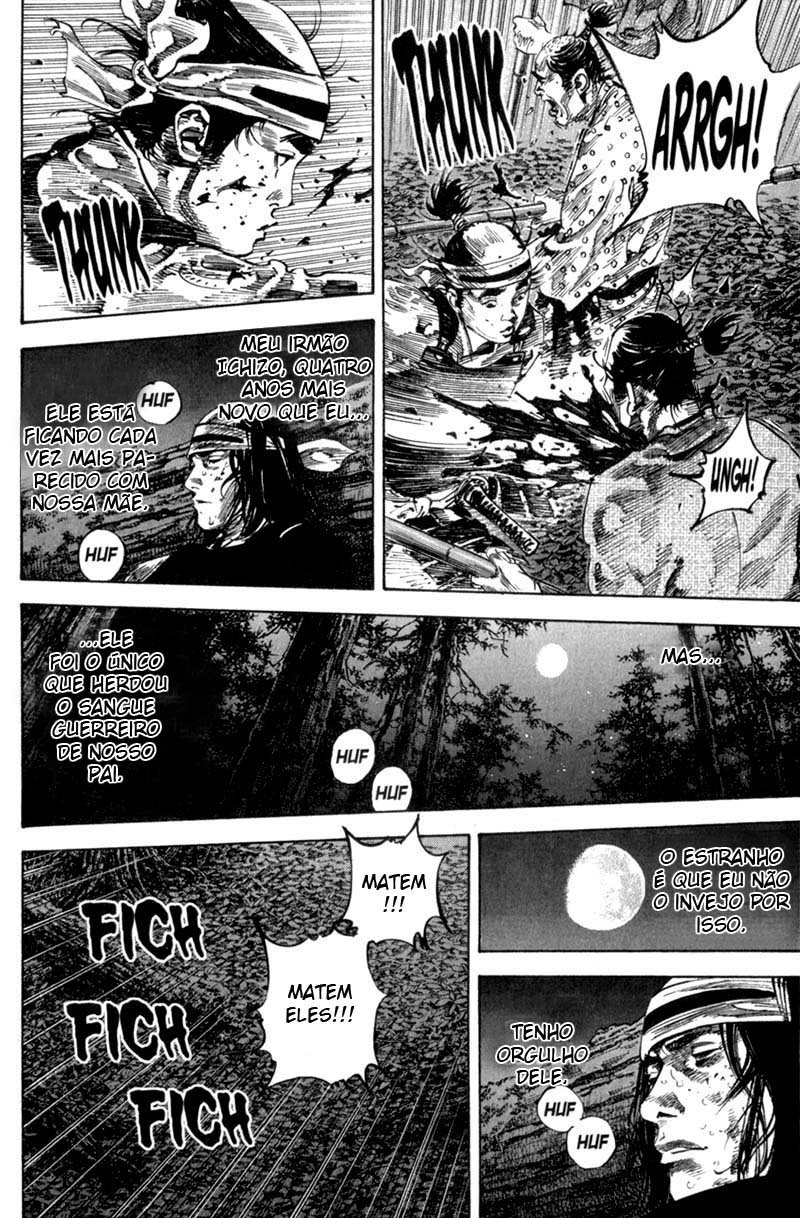 ARRGH!
THUNK
UNGH!
THUNK
MEU IRMÃO
ICHIZO, QUATRO
ANOS MAIS
NOVO QUE EU...
HUF
ELE ESTÁ
FICANDO CADA
VEZ MAIS PA-
RECIDO COM
NOSSA MÃE.
HUF
MAS...
...ELE
FOI O ÚNICO
QUE HERDOU
O SANGUE
GUERREIRO
DE NOSSO
PAI.
HUF
HUF
O ESTRANHO
É QUE EU NÃO
O INVEJO POR
ISSO.
TENHO
ORGULHO
DELE.
HUF
HUF
MATEM
!!!
MATEM
ELES!!!
FICH
FICH
FICH